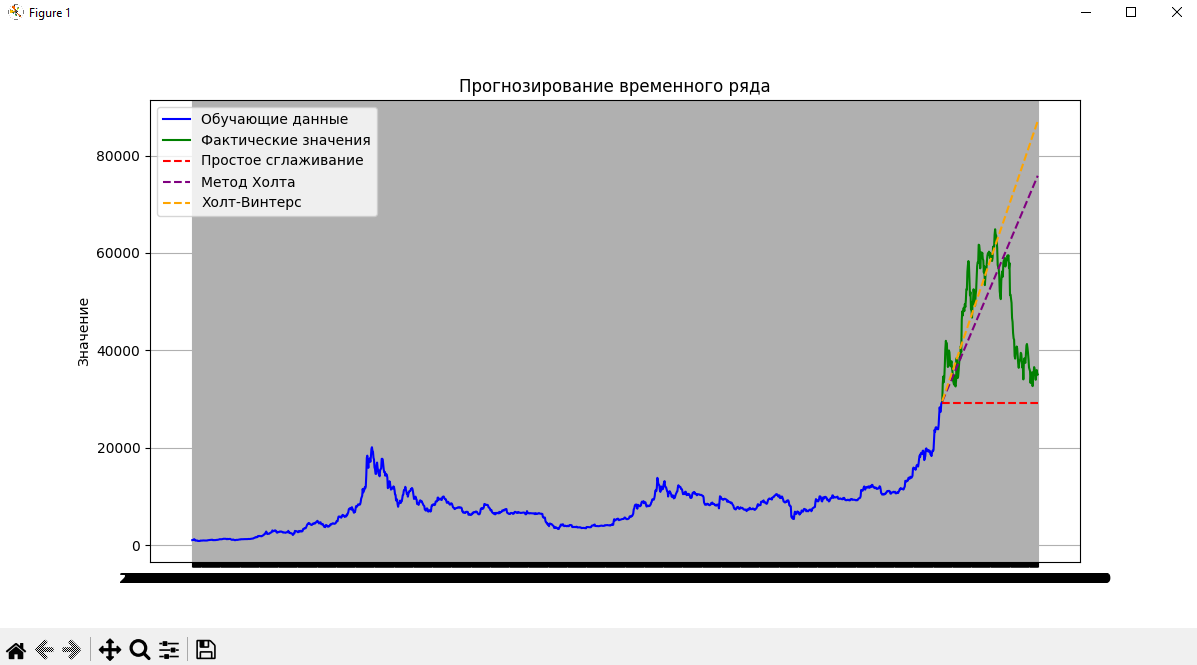 Figure 1
Прогнозирование временного ряда
Обучающие данные
Фактические значения
Простое сглаживание
Метод Холта
Холт-Винтерс
80000
60000
40000
20000
0
Значение